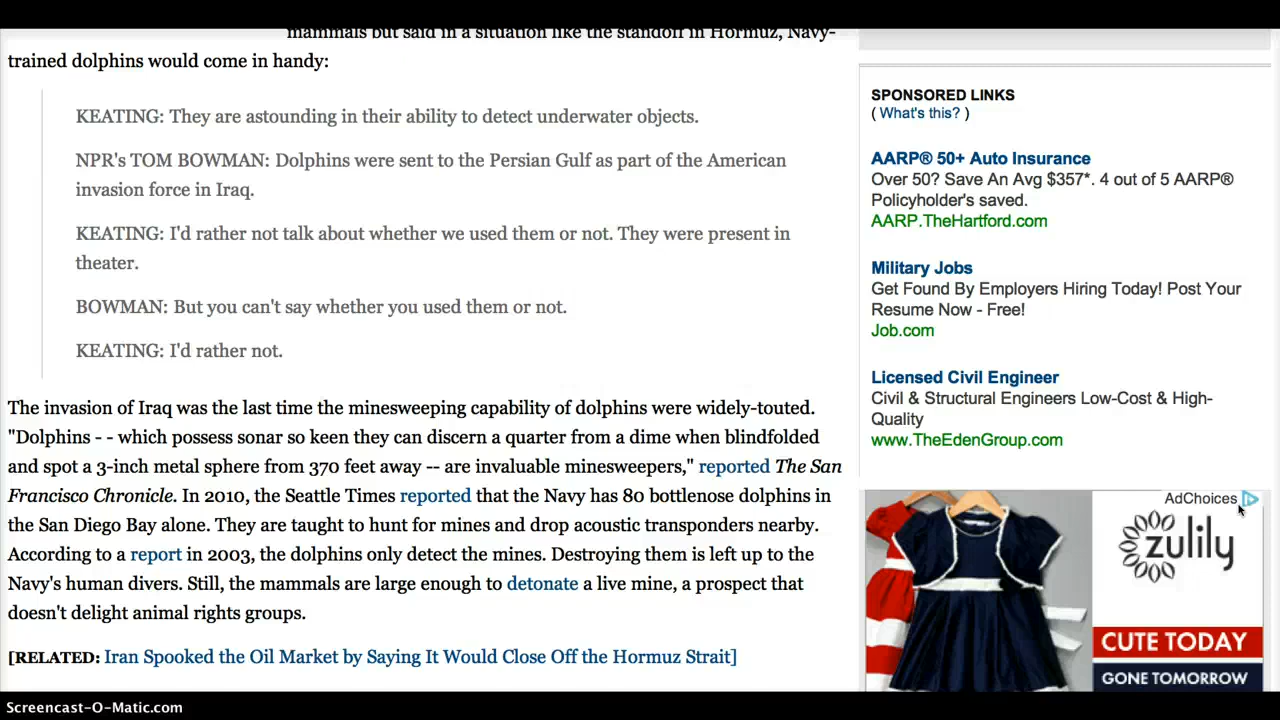 mammals but said in a situation like the standoff in Hormuz, Navy-
trained dolphins would come in handy:
KEATING: They are astounding in their ability to detect underwater objects.
NPR's TOM BOWMAN: Dolphins were sent to the Persian Gulf as part of the American
invasion force in Iraq.
KEATING: I'd rather not talk about whether we used them or not. They were present in
theater.
BOWMAN: But you can't say whether you used them or not.
KEATING: I'd rather not.
The invasion of Iraq was the last time the minesweeping capability of dolphins were widely-touted.
"Dolphins - - which possess sonar so keen they can discern a quarter from a dime when blindfolded
and spot a 3-inch metal sphere from 370 feet away -- are invaluable minesweepers," reported The San
Francisco Chronicle. In 2010, the Seattle Times reported that the Navy has 80 bottlenose dolphins in
the San Diego Bay alone. They are taught to hunt for mines and drop acoustic transponders nearby.
According to a report in 2003, the dolphins only detect the mines. Destroying them is left up to the
Navy's human divers. Still, the mammals are large enough to detonate a live mine, a prospect that
doesn't delight animal rights groups.
[RELATED: Iran Spooked the Oil Market by Saying It Would Close Off the Hormuz Strait]
SPONSORED LINKS
( What's this? )
AARP® 50+ Auto Insurance
Over 50? Save An Avg $357*. 4 out of 5 AARP®
Policyholder's saved.
AARP.TheHartford.com
Military Jobs
Get Found By Employers Hiring Today! Post Your
Resume Now - Free!
Job.com
Licensed Civil Engineer
Civil & Structural Engineers Low-Cost & High-
Quality
www.TheEdenGroup.com
AdChoices
zulily
CUTE TODAY
GONE TOMORROW
Screencast-O-Matic.com